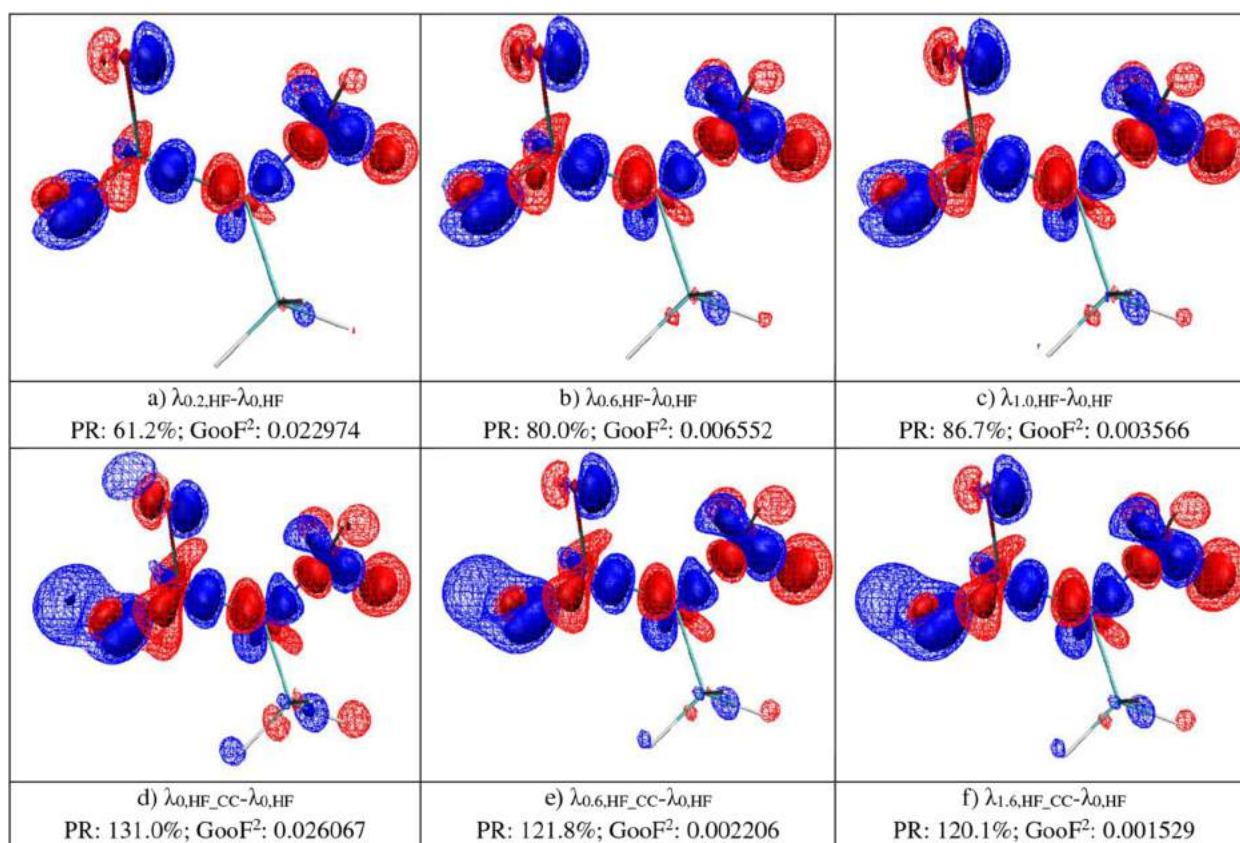 a) λ0.2,HF-λ0,HF
PR: 61.2%; GooF²: 0.022974
b) λ0.6,HF-λ0,HF
PR: 80.0%; GooF²: 0.006552
c) λ1.0,HF-λ0,HF
PR: 86.7%; GooF²: 0.003566
d) λ0,HF_CC-λ0,HF
PR: 131.0%; GooF²: 0.026067
e) λ0.6,HF_CC-λ0,HF
PR: 121.8%; GooF²: 0.002206
f) λ1.6,HF_CC-λ0,HF
PR: 120.1%; GooF²: 0.001529